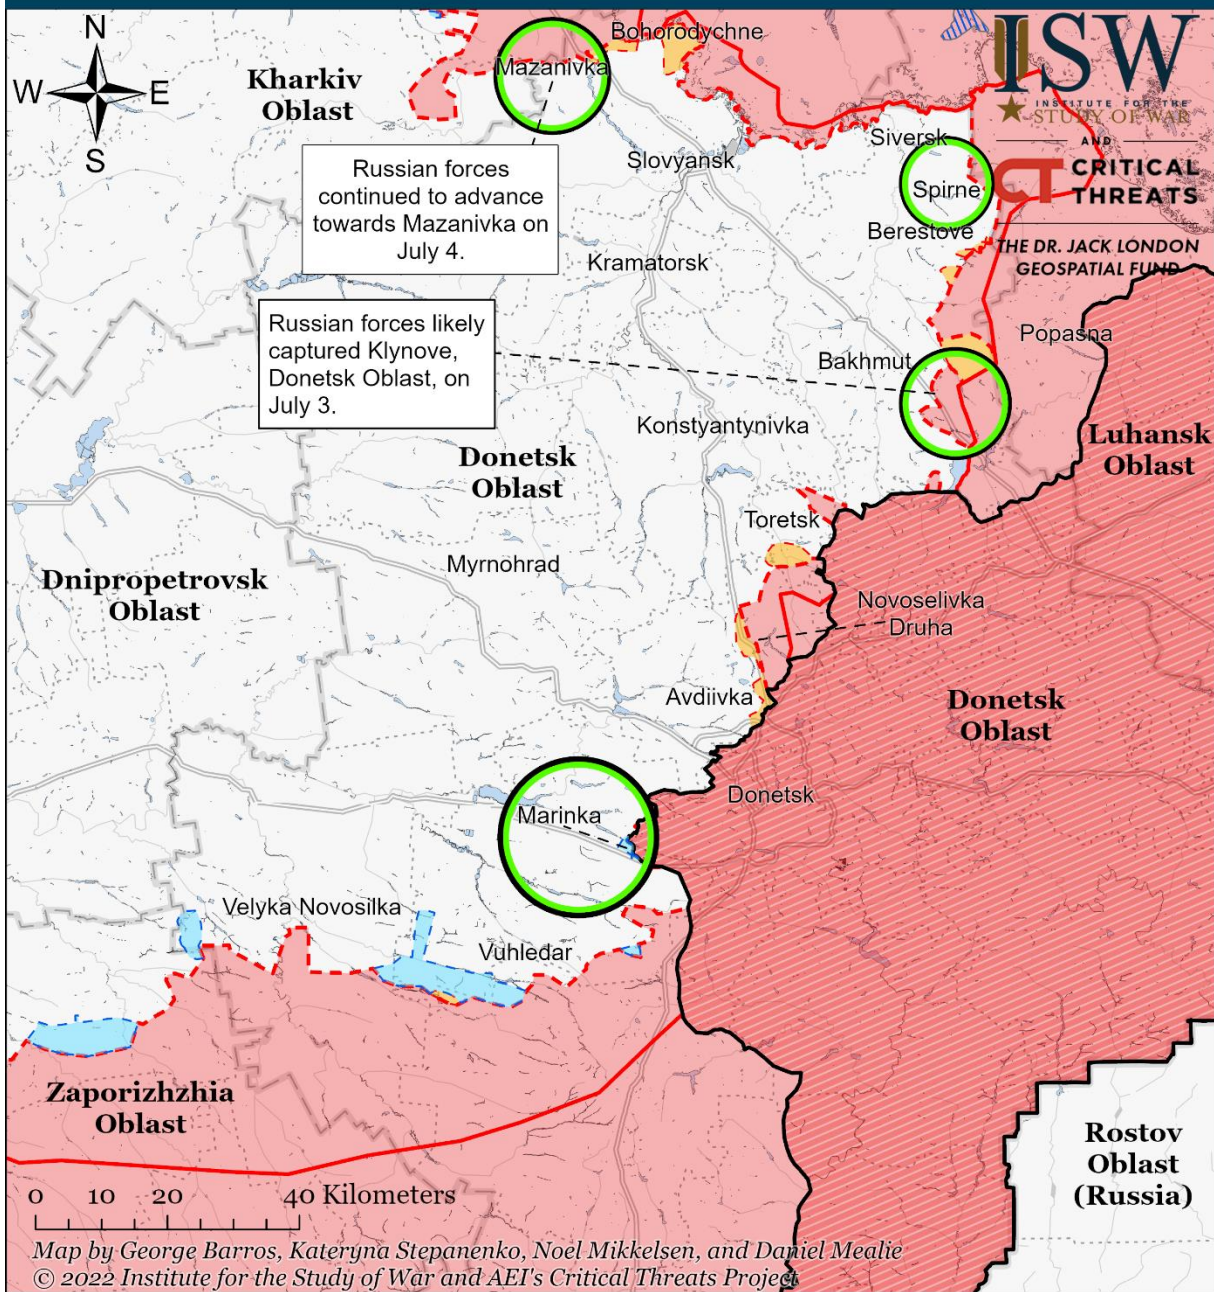 N
W
E
S
Kharkiv
Oblast
Bohorodychne
Mazanivka
ISW
INSTITUTE FOR THE
STUDY OF WAR
AND
CT CRITICAL
THREATS
THE DR. JACK LONDON
GEOSPATIAL FUND
Siversk
Slovyansk
Spirne
Berestove
Russian forces
continued to advance
towards Mazanivka on
July 4.
Kramatorsk
Russian forces likely
captured Klynove,
Donetsk Oblast, on
July 3.
Popasna
Bakhmut
Konstyantynivka
Luhansk
Oblast
Donetsk
Oblast
Toretsk
Myrnohrad
Dnipropetrovsk
Oblast
Novoselivka
Druha
Avdiivka
Donetsk
Oblast
Donetsk
Marinka
Velyka Novosilka
Vuhledar
Zaporizhzhia
Oblast
Rostov
Oblast
(Russia)
0 10 20 40 Kilometers
Map by George Barros, Kateryna Stepanenko, Noel Mikkelsen, and Daniel Mealie
© 2022 Institute for the Study of War and AEI's Critical Threats Project